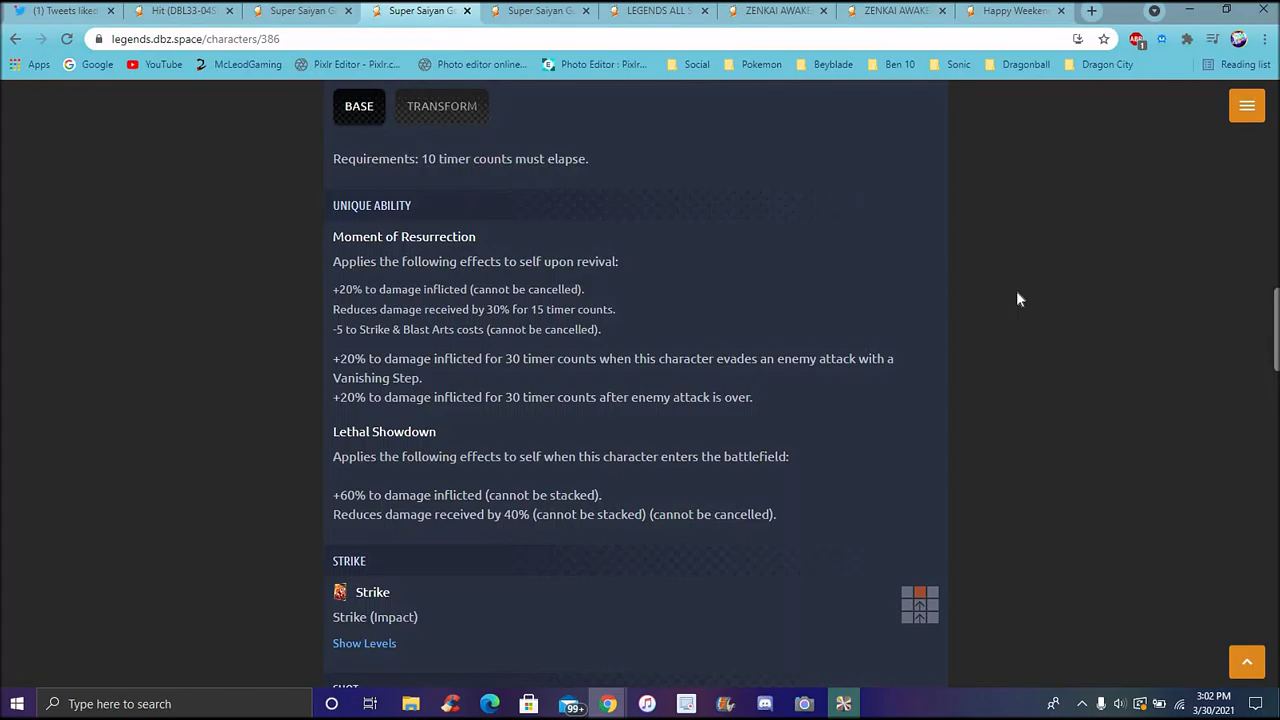 (1) Tweets liked
Hit (DBL33-04S
Super Saiyan G
Super Saiyan G
Super Saiyan G
LEGENDS ALL S
ZENKAI AWAKE
ZENKAI AWAKE
Happy Weeken
legends.dbz.space/characters/386
1
Apps
Google
YouTube
McLeodGaming
Pixlr Editor - Pixlr.c...
Photo editor online...
Photo Editor : Pixlr...
Social
Pokemon
Beyblade
Ben 10
Sonic
Dragonball
Dragon City
Reading list
BASE
TRANSFORM
Requirements: 10 timer counts must elapse.
UNIQUE ABILITY
Moment of Resurrection
Applies the following effects to self upon revival:
+20% to damage inflicted (cannot be cancelled).
Reduces damage received by 30% for 15 timer counts.
-5 to Strike & Blast Arts costs (cannot be cancelled).
+20% to damage inflicted for 30 timer counts when this character evades an enemy attack with a
Vanishing Step.
+20% to damage inflicted for 30 timer counts after enemy attack is over.
Lethal Showdown
Applies the following effects to self when this character enters the battlefield:
+60% to damage inflicted (cannot be stacked).
Reduces damage received by 40% (cannot be stacked) (cannot be cancelled).
STRIKE
Strike
Strike (Impact)
Show Levels
SHOT
Type here to search
99+
3:02 PM
3/30/2021